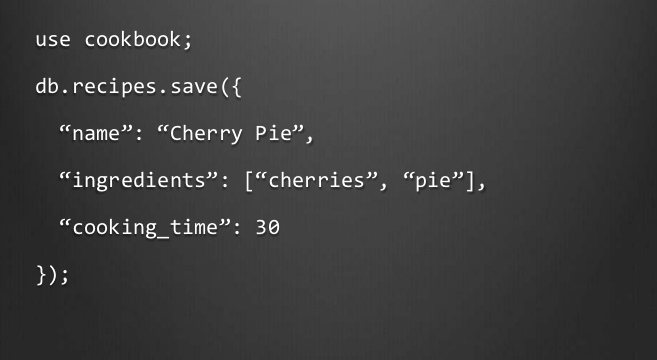 use cookbook;
db.recipes.save({
“name”: “Cherry Pie”,
“ingredients”: [“cherries”, “pie”],
“cooking_time”: 30
});